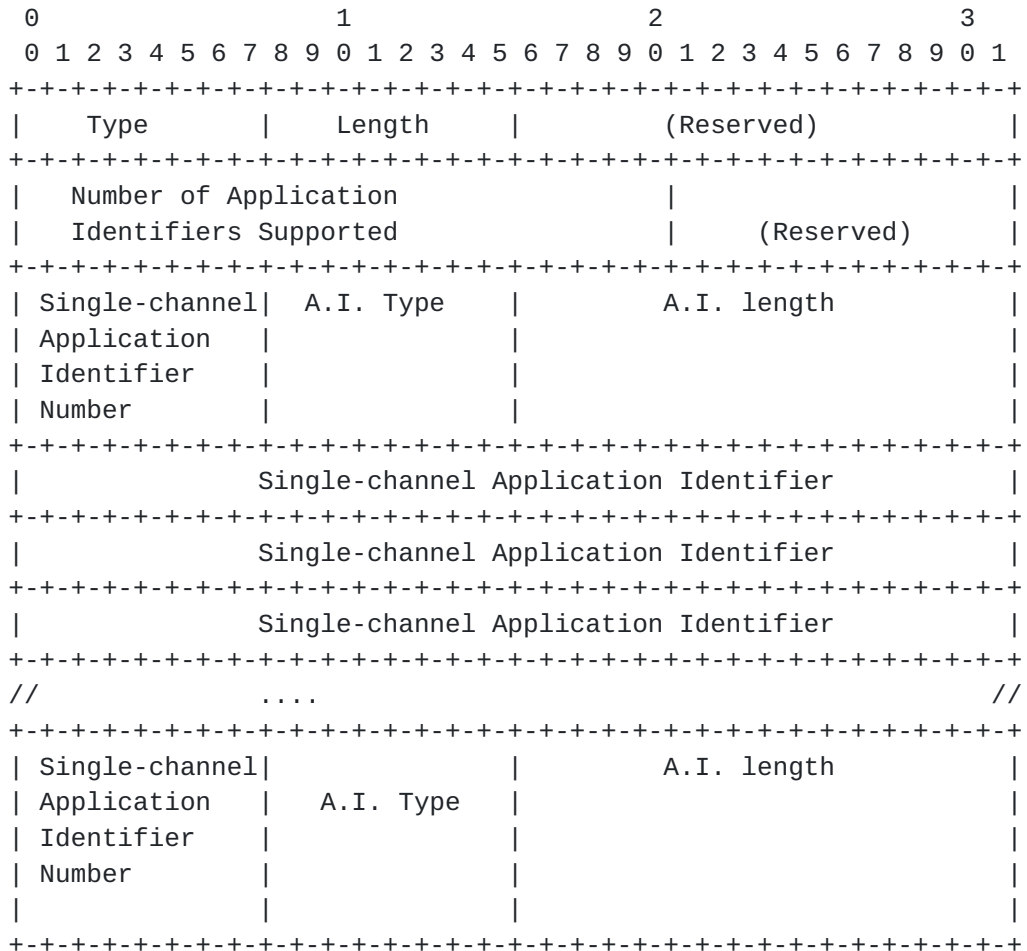 0                   1                   2                   3
 0 1 2 3 4 5 6 7 8 9 0 1 2 3 4 5 6 7 8 9 0 1 2 3 4 5 6 7 8 9 0 1
+-+-+-+-+-+-+-+-+-+-+-+-+-+-+-+-+-+-+-+-+-+-+-+-+-+-+-+-+-+-+-+-+
|    Type       |    Length     |         (Reserved)            |
+-+-+-+-+-+-+-+-+-+-+-+-+-+-+-+-+-+-+-+-+-+-+-+-+-+-+-+-+-+-+-+-+
|   Number of Application                 |                     |
|   Identifiers Supported                 |     (Reserved)      |
+-+-+-+-+-+-+-+-+-+-+-+-+-+-+-+-+-+-+-+-+-+-+-+-+-+-+-+-+-+-+-+-+
| Single-channel|  A.I. Type    |         A.I. length           |
| Application   |               |                               |
| Identifier    |               |                               |
| Number        |               |                               |
+-+-+-+-+-+-+-+-+-+-+-+-+-+-+-+-+-+-+-+-+-+-+-+-+-+-+-+-+-+-+-+-+
|               Single-channel Application Identifier           |
+-+-+-+-+-+-+-+-+-+-+-+-+-+-+-+-+-+-+-+-+-+-+-+-+-+-+-+-+-+-+-+-+
|               Single-channel Application Identifier           |
+-+-+-+-+-+-+-+-+-+-+-+-+-+-+-+-+-+-+-+-+-+-+-+-+-+-+-+-+-+-+-+-+
|               Single-channel Application Identifier           |
+-+-+-+-+-+-+-+-+-+-+-+-+-+-+-+-+-+-+-+-+-+-+-+-+-+-+-+-+-+-+-+-+
//              ....                                           //
+-+-+-+-+-+-+-+-+-+-+-+-+-+-+-+-+-+-+-+-+-+-+-+-+-+-+-+-+-+-+-+-+
| Single-channel|               |         A.I. length           |
| Application   |   A.I. Type   |                               |
| Identifier    |               |                               |
| Number        |               |                               |
|               |               |                               |
+-+-+-+-+-+-+-+-+-+-+-+-+-+-+-+-+-+-+-+-+-+-+-+-+-+-+-+-+-+-+-+-+